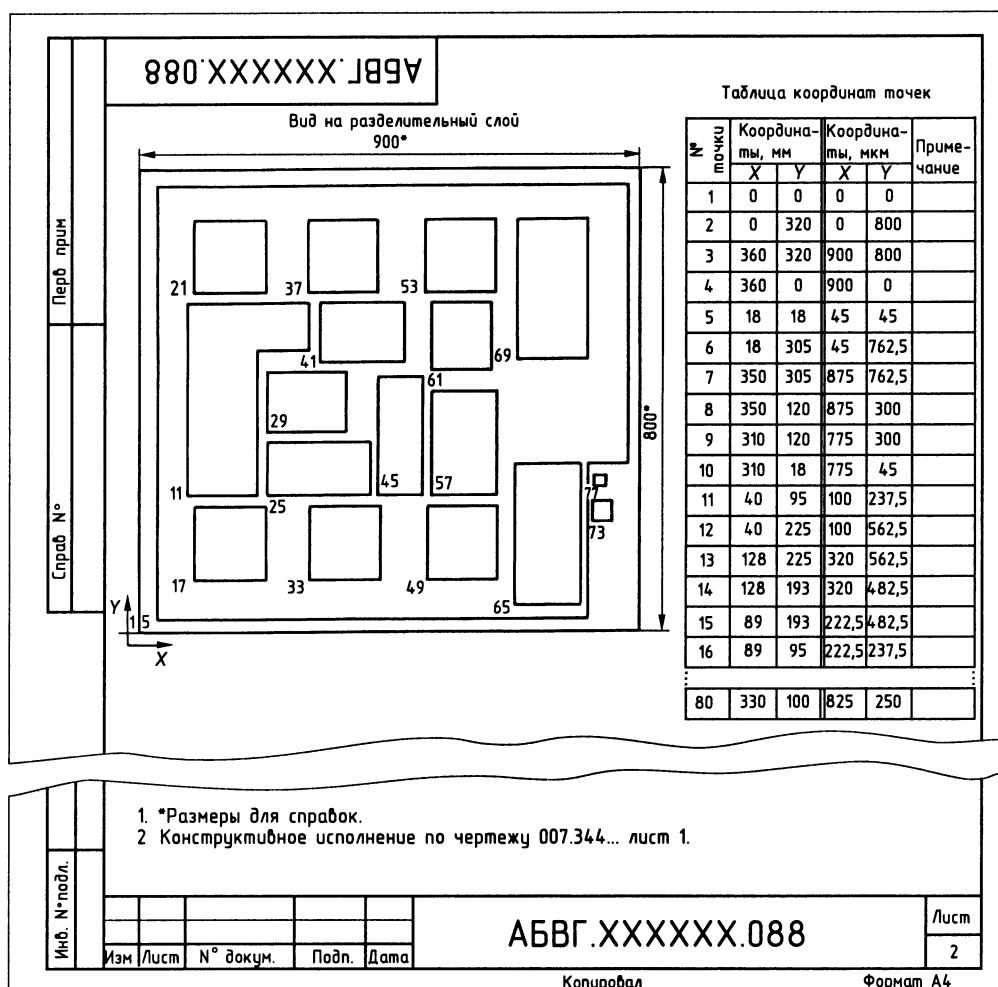 АБВГ.XXXXXX.088
Вид на разделительный слой
900*
800*
Перв прим
Справ N°
21
37
53
41
69
61
29
11
25
45
57
77
73
17
33
49
65
Y
1 5
X
Таблица координат точек
N° точки Координа- Координа- Приме-
ты, мм ты, мкм чание
X Y X Y
1 0 0 0 0
2 0 320 0 800
3 360 320 900 800
4 360 0 900 0
5 18 18 45 45
6 18 305 45 762,5
7 350 305 875 762,5
8 350 120 875 300
9 310 120 775 300
10 310 18 775 45
11 40 95 100 237,5
12 40 225 100 562,5
13 128 225 320 562,5
14 128 193 320 482,5
15 89 193 222,5 482,5
16 89 95 222,5 237,5
80 330 100 825 250
1. *Размеры для справок.
2 Конструктивное исполнение по чертежу 007.344... лист 1.
Инв. N°подл.
Изм Лист N° докум. Подп. Дата
АБВГ.XXXXXX.088
Лист
2
Копировал Формат А4